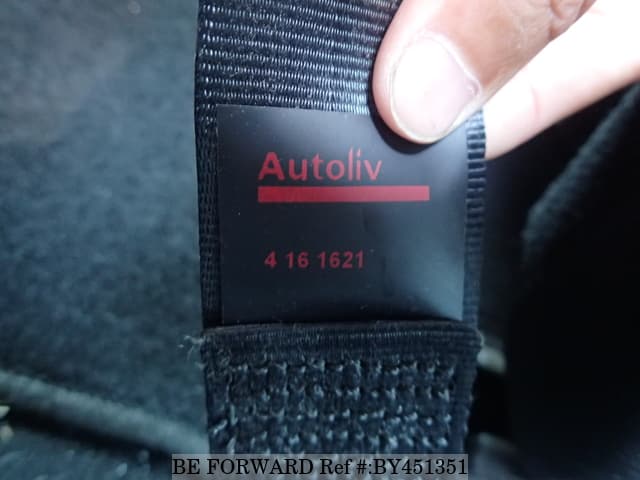 Autoliv
4 16 1621
BE FORWARD Ref #:BY451351